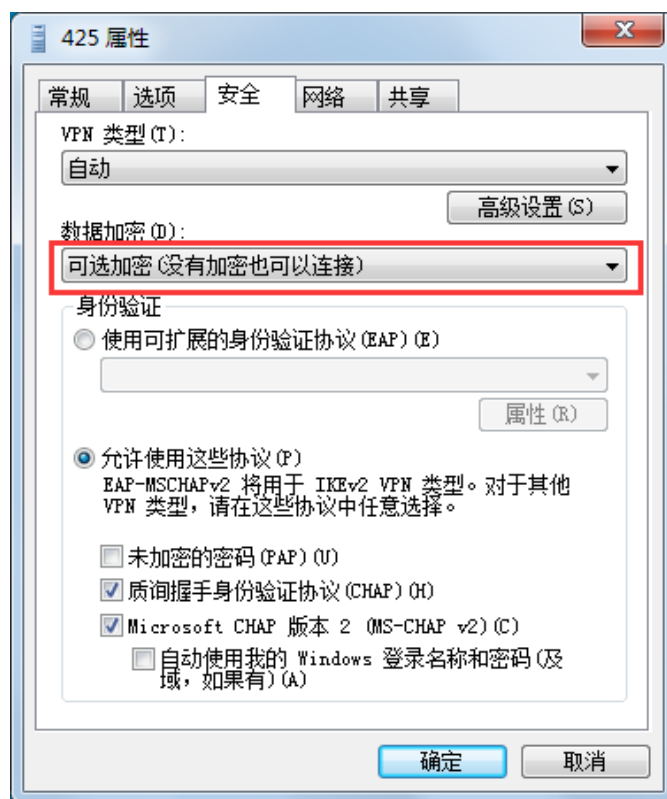 425 属性
常规 选项 安全 网络 共享
VPN 类型(T):
自动
高级设置(S)
数据加密(D):
可选加密(没有加密也可以连接)
身份验证
使用可扩展的身份验证协议(EAP)(E)
属性(R)
允许使用这些协议(P)
EAP-MSCHAPv2 将用于 IKEv2 VPN 类型。对于其他
VPN 类型，请在这些协议中任意选择。
未加密的密码(PAP)(U)
质询握手身份验证协议(CHAP)(H)
Microsoft CHAP 版本 2 (MS-CHAP v2)(C)
自动使用我的 Windows 登录名称和密码(及
域，如果有)(A)
确定 取消